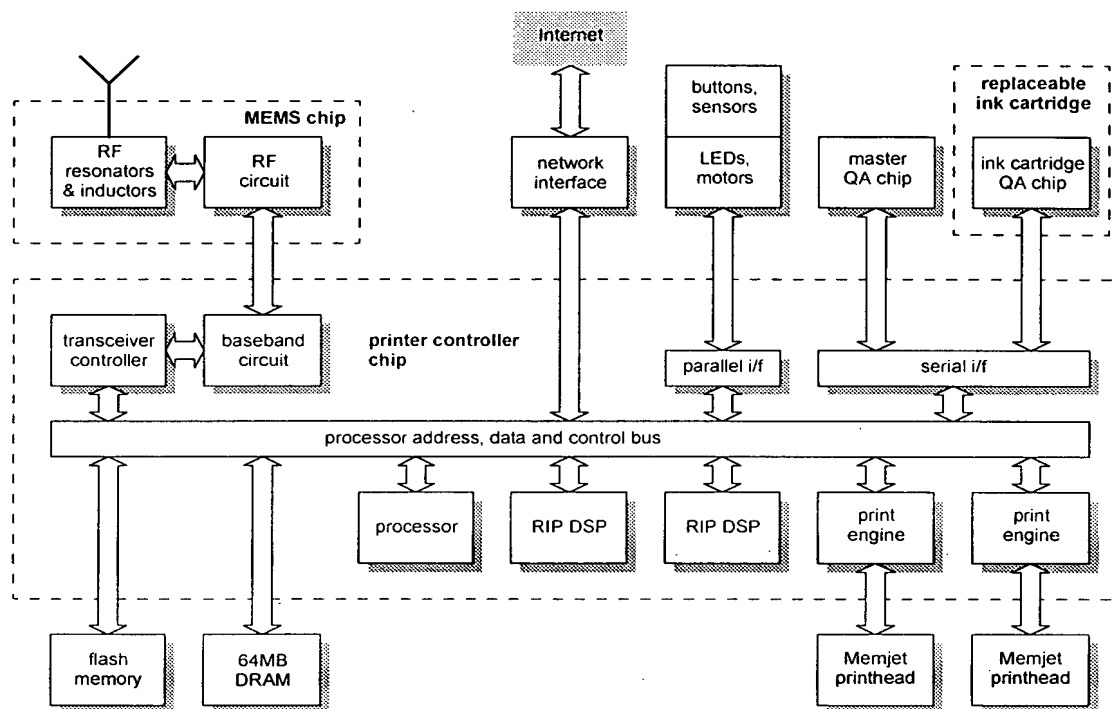 Internet
replaceable
ink cartridge
buttons,
sensors
MEMS chip
RF
resonators
& inductors
RF
circuit
network
interface
LEDs,
motors
master
QA chip
ink cartridge
QA chip
transceiver
controller
baseband
circuit
printer controller
chip
parallel i/f
serial i/f
processor address, data and control bus
processor
RIP DSP
RIP DSP
print
engine
print
engine
flash
memory
64MB
DRAM
Memjet
printhead
Memjet
printhead